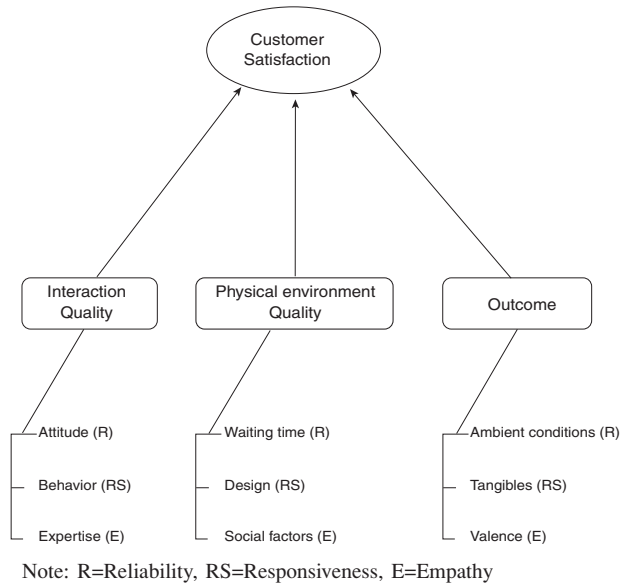 Customer
Satisfaction
Interaction
Quality
Physical environment
Quality
Outcome
Attitude (R)
Behavior (RS)
Expertise (E)
Waiting time (R)
Design (RS)
Social factors (E)
Ambient conditions (R)
Tangibles (RS)
Valence (E)
Note: R=Reliability, RS=Responsiveness, E=Empathy